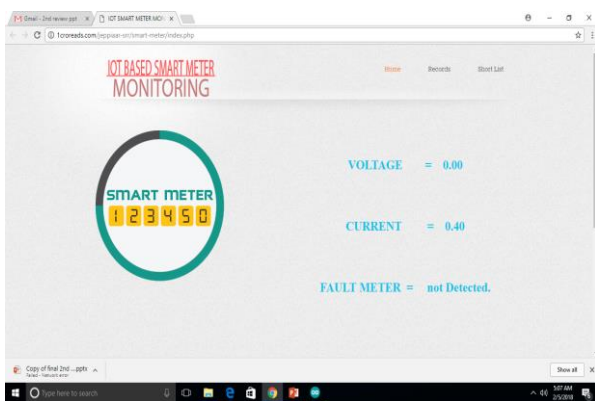 Gmail - 2nd review ppt
IOT SMART METER MON
1croreads.com/jeppiaar-srr/smart-meter/index.php
IOT BASED SMART METER
MONITORING
Home Records Short List
SMART METER
123450
VOLTAGE = 0.00
CURRENT = 0.40
FAULT METER = not Detected.
Copy of final 2nd ....pptx
Failed - Network error
Show all
Type here to search
5:07 AM
2/5/2018